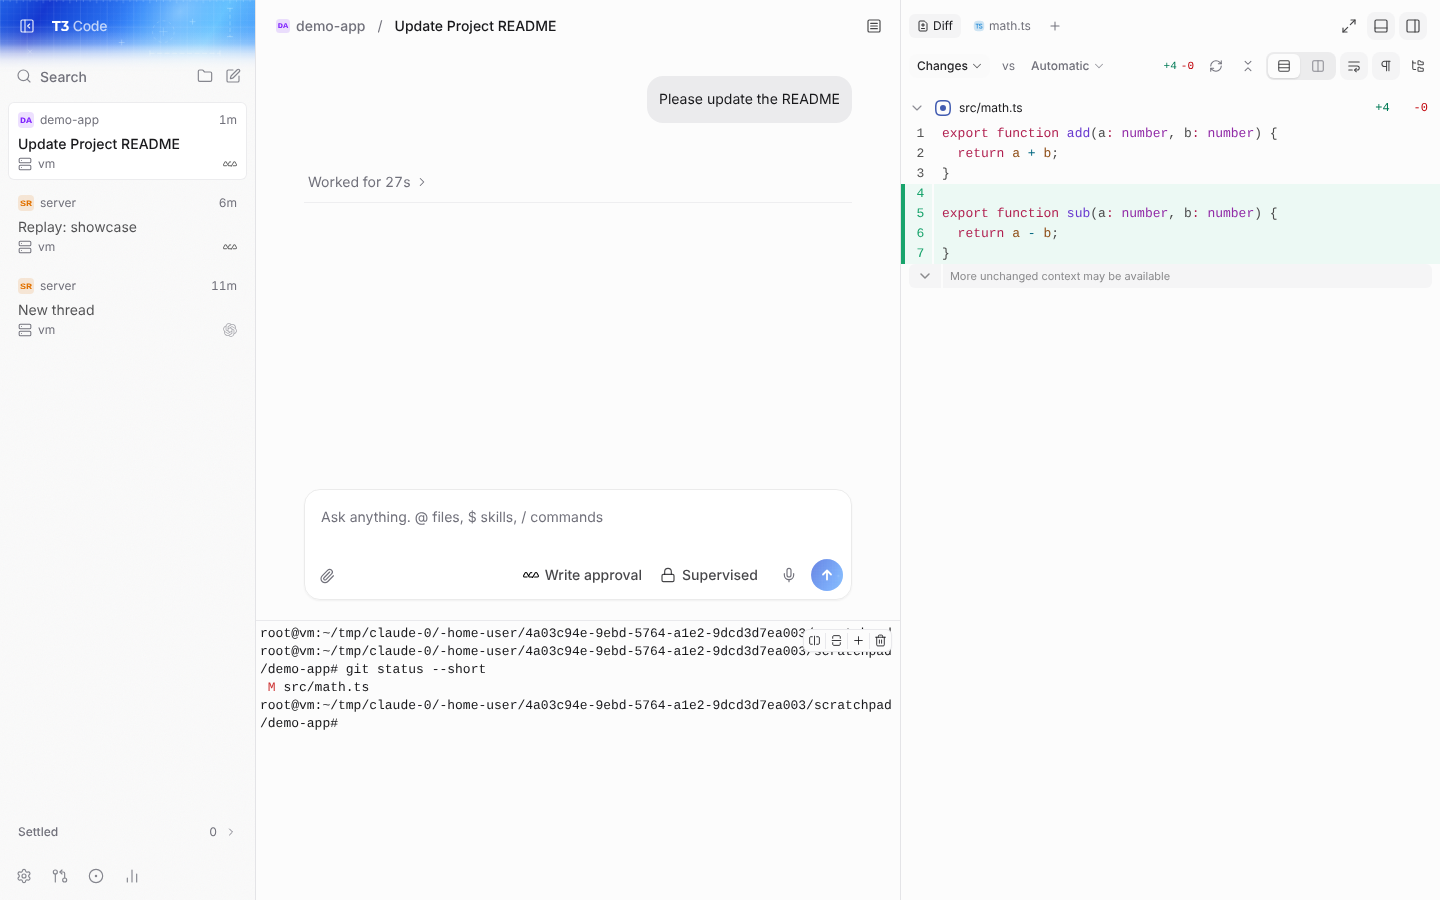 T3 Code
Search
DA demo-app 1m
Update Project README
vm
SR server 6m
Replay: showcase
vm
SR server 11m
New thread
vm
Settled 0
DA demo-app / Update Project README
Please update the README
Worked for 27s
Ask anything. @ files, $ skills, / commands
Write approval Supervised
root@vm:~/tmp/claude-0/-home-user/4a03c94e-9ebd-5764-a1e2-9dcd3d7ea003/
root@vm:~/tmp/claude-0/-home-user/4a03c94e-9ebd-5764-a1e2-9dcd3d7ea003/scratchpad
/demo-app# git status --short
M src/math.ts
root@vm:~/tmp/claude-0/-home-user/4a03c94e-9ebd-5764-a1e2-9dcd3d7ea003/scratchpad
/demo-app#
Diff TS math.ts
Changes vs Automatic +4 -0
src/math.ts +4 -0
1 export function add(a: number, b: number) {
2 return a + b;
3 }
4
5 export function sub(a: number, b: number) {
6 return a - b;
7 }
More unchanged context may be available